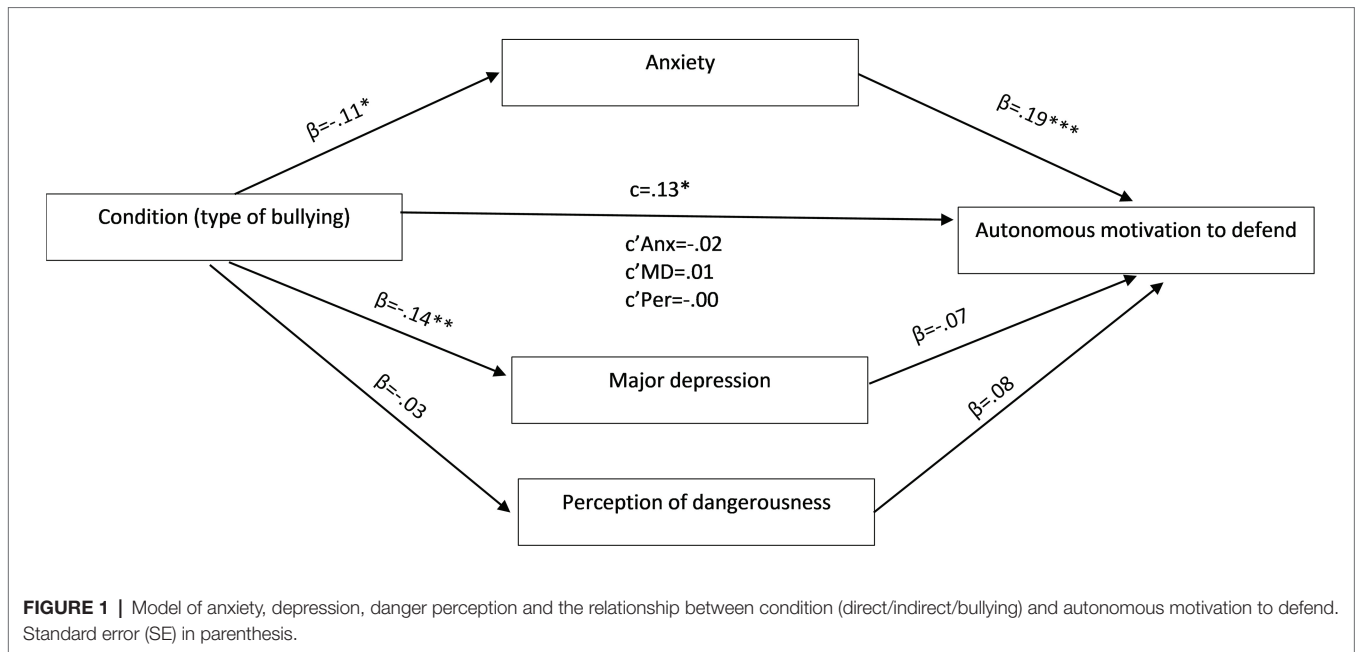 Anxiety
β=-.11*
β=.19***
c=.13*
Condition (type of bullying)
Autonomous motivation to defend
c'Anx=-.02
c'MD=.01
c'Per=-.00
β=-.14**
β=-.07
Major depression
β=-.03
β=.08
Perception of dangerousness
FIGURE 1 | Model of anxiety, depression, danger perception and the relationship between condition (direct/indirect/bullying) and autonomous motivation to defend.
Standard error (SE) in parenthesis.